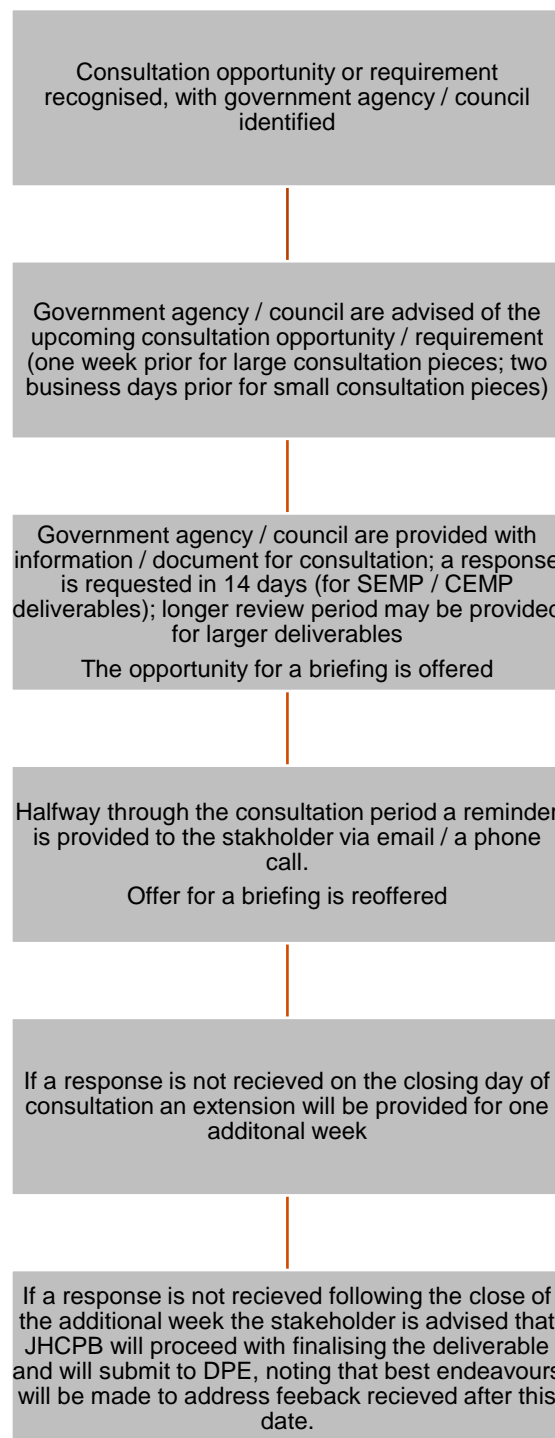 Consultation opportunity or requirement
recognised, with government agency / council
identified
Government agency / council are advised of the
upcoming consultation opportunity / requirement
(one week prior for large consultation pieces; two
business days prior for small consultation pieces)
Government agency / council are provided with
information / document for consultation; a response
is requested in 14 days (for SEMP / CEMP
deliverables); longer review period may be provided
for larger deliverables
The opportunity for a briefing is offered
Halfway through the consultation period a reminder
is provided to the stakholder via email / a phone
call.
Offer for a briefing is reoffered
If a response is not recieved on the closing day of
consultation an extension will be provided for one
additonal week
If a response is not recieved following the close of
the additional week the stakeholder is advised that
JHCPB will proceed with finalising the deliverable
and will submit to DPE, noting that best endeavours
will be made to address feeback recieved after this
date.